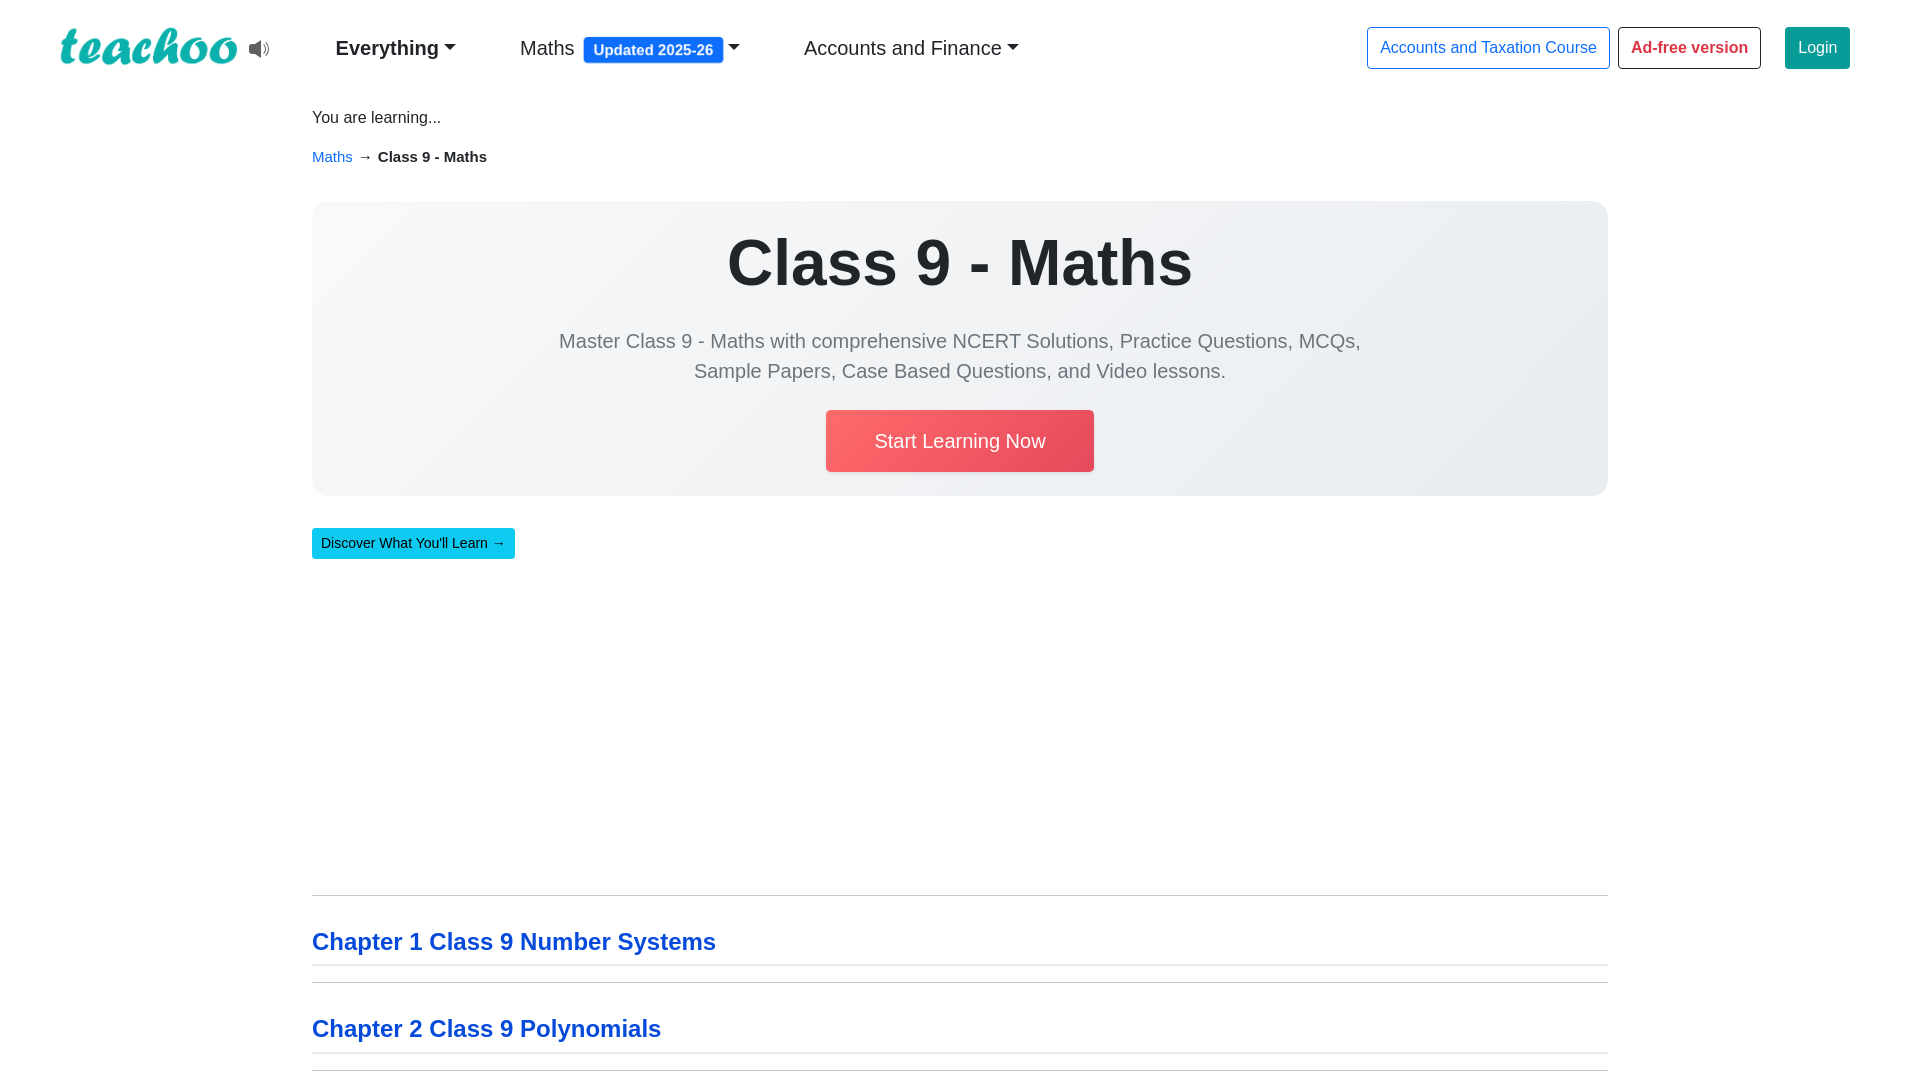 teachoo
Everything
Maths Updated 2025-26
Accounts and Finance
Accounts and Taxation Course
Ad-free version
Login
You are learning...
Maths → Class 9 - Maths
Class 9 - Maths
Master Class 9 - Maths with comprehensive NCERT Solutions, Practice Questions, MCQs,
Sample Papers, Case Based Questions, and Video lessons.
Start Learning Now
Discover What You'll Learn →
Chapter 1 Class 9 Number Systems
Chapter 2 Class 9 Polynomials